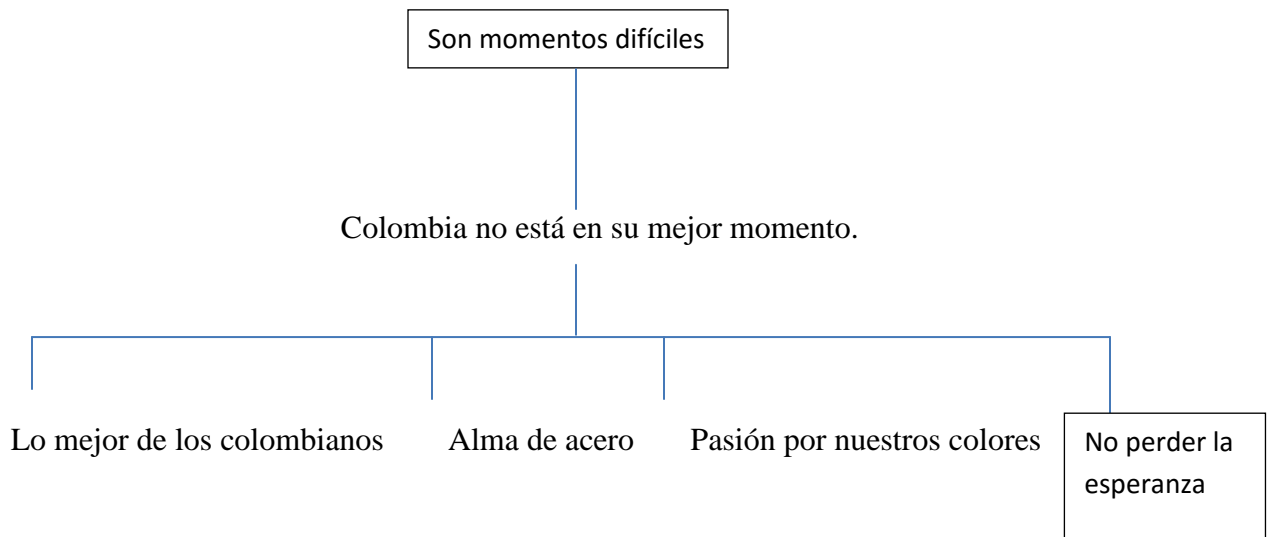 Son momentos difíciles
Colombia no está en su mejor momento.
Lo mejor de los colombianos
Alma de acero
Pasión por nuestros colores
No perder la
esperanza